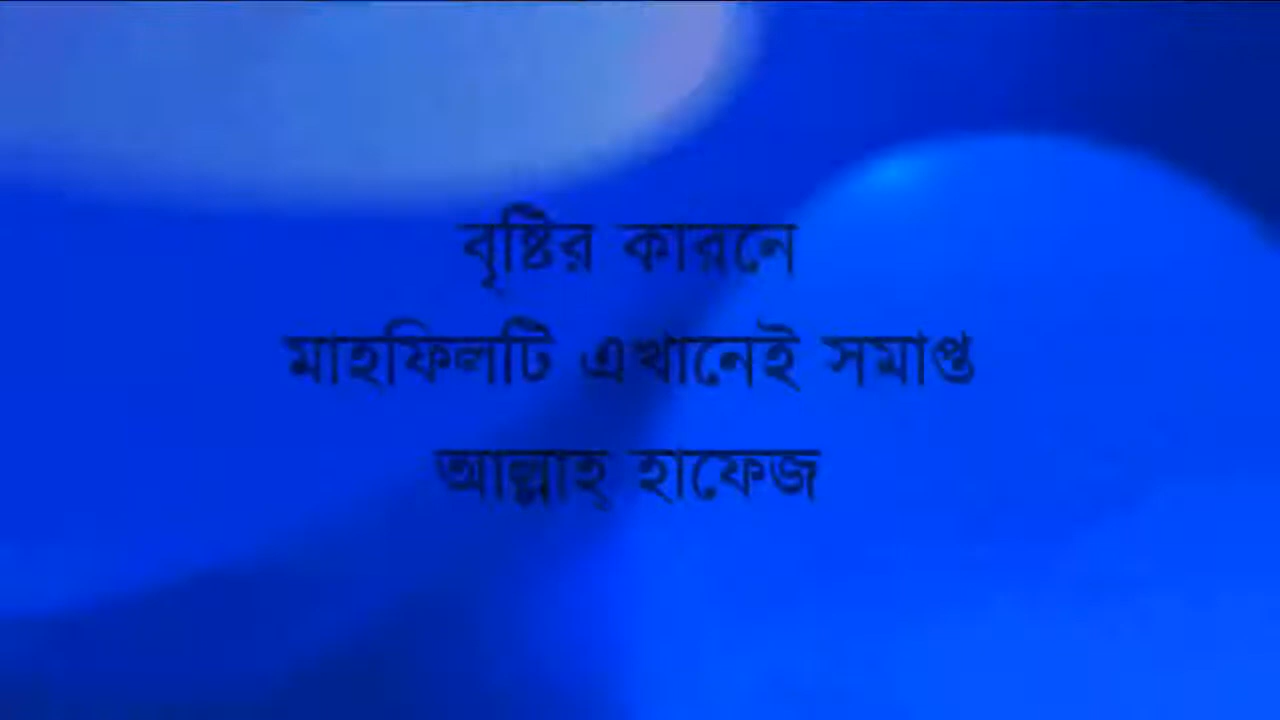 বৃষ্টির কারনে
মাহফিলটি এখানেই সমাপ্ত
আল্লাহ্ হাফেজ